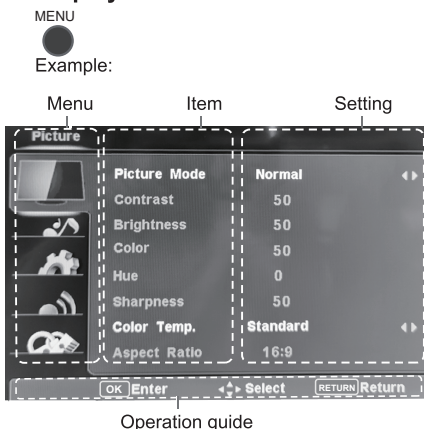 MENU
Example:
Menu Item Setting
Picture
Picture Mode Normal
Contrast 50
Brightness 50
Color 50
Hue 0
Sharpness 50
Color Temp. Standard
Aspect Ratio 16:9
OK Enter Select RETURN Return
Operation guide